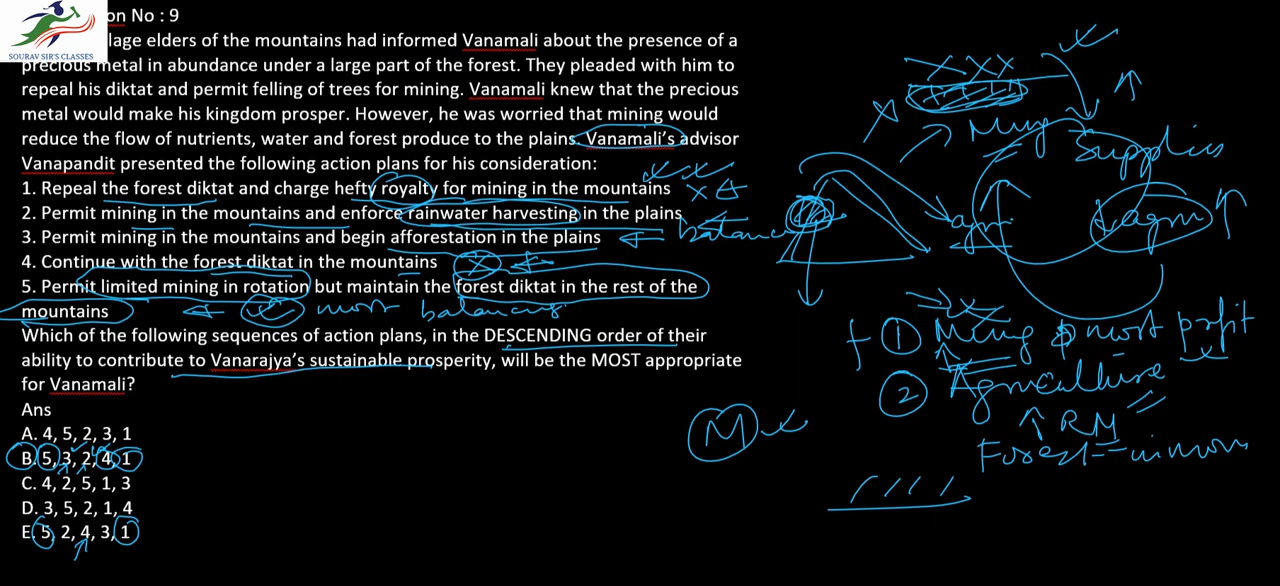 on No : 9
SOURAV SIR'S CLASSES
lage elders of the mountains had informed Vanamali about the presence of a
precious metal in abundance under a large part of the forest. They pleaded with him to
repeal his diktat and permit felling of trees for mining. Vanamali knew that the precious
metal would make his kingdom prosper. However, he was worried that mining would
reduce the flow of nutrients, water and forest produce to the plains. Vanamali's advisor
Vanapandit presented the following action plans for his consideration:
1. Repeal the forest diktat and charge hefty royalty for mining in the mountains
2. Permit mining in the mountains and enforce rainwater harvesting in the plains
3. Permit mining in the mountains and begin afforestation in the plains
4. Continue with the forest diktat in the mountains
5. Permit limited mining in rotation but maintain the forest diktat in the rest of the
mountains
most balancing
Which of the following sequences of action plans, in the DESCENDING order of their
ability to contribute to Vanarajya's sustainable prosperity, will be the MOST appropriate
for Vanamali?
Ans
A. 4, 5, 2, 3, 1
B. 5, 3, 2, 4, 1
C. 4, 2, 5, 1, 3
D. 3, 5, 2, 1, 4
E. 5, 2, 4, 3, 1
Supplies
agri
1
most profit
2
Agriculture
RM
Forest
M